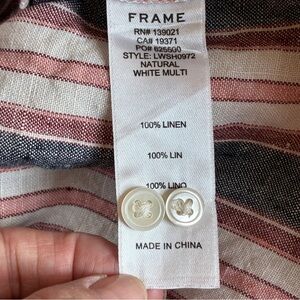 FRAME
RN# 139021
CA# 19371
PO# 625500
STYLE: LWSH0972
NATURAL
WHITE MULTI
100% LINEN
100% LIN
100% LINO
MADE IN CHINA